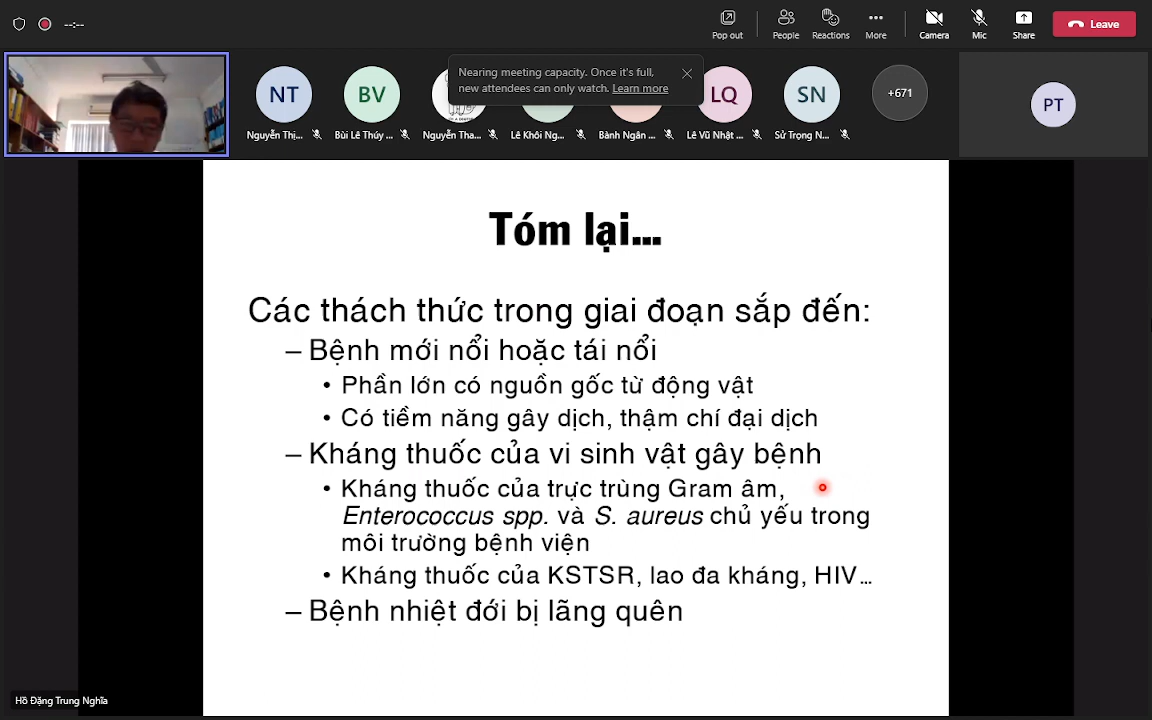 --:--
Pop out
People
Reactions
More
Camera
Mic
Share
Leave
Nearing meeting capacity. Once it's full,
new attendees can only watch. Learn more
NT
BV
LQ
SN
+671
PT
Nguyễn Thị...
Bùi Lê Thúy ...
Nguyễn Tha...
Lê Khôi Ng...
Bành Ngân ...
Lê Vũ Nhật ...
Sử Trọng N...
Tóm lại...
Các thách thức trong giai đoạn sắp đến:
– Bệnh mới nổi hoặc tái nổi
• Phần lớn có nguồn gốc từ động vật
• Có tiềm năng gây dịch, thậm chí đại dịch
– Kháng thuốc của vi sinh vật gây bệnh
• Kháng thuốc của trực trùng Gram âm,
Enterococcus spp. và S. aureus chủ yếu trong
môi trường bệnh viện
• Kháng thuốc của KSTSR, lao đa kháng, HIV...
– Bệnh nhiệt đới bị lãng quên
Hồ Đặng Trung Nghĩa